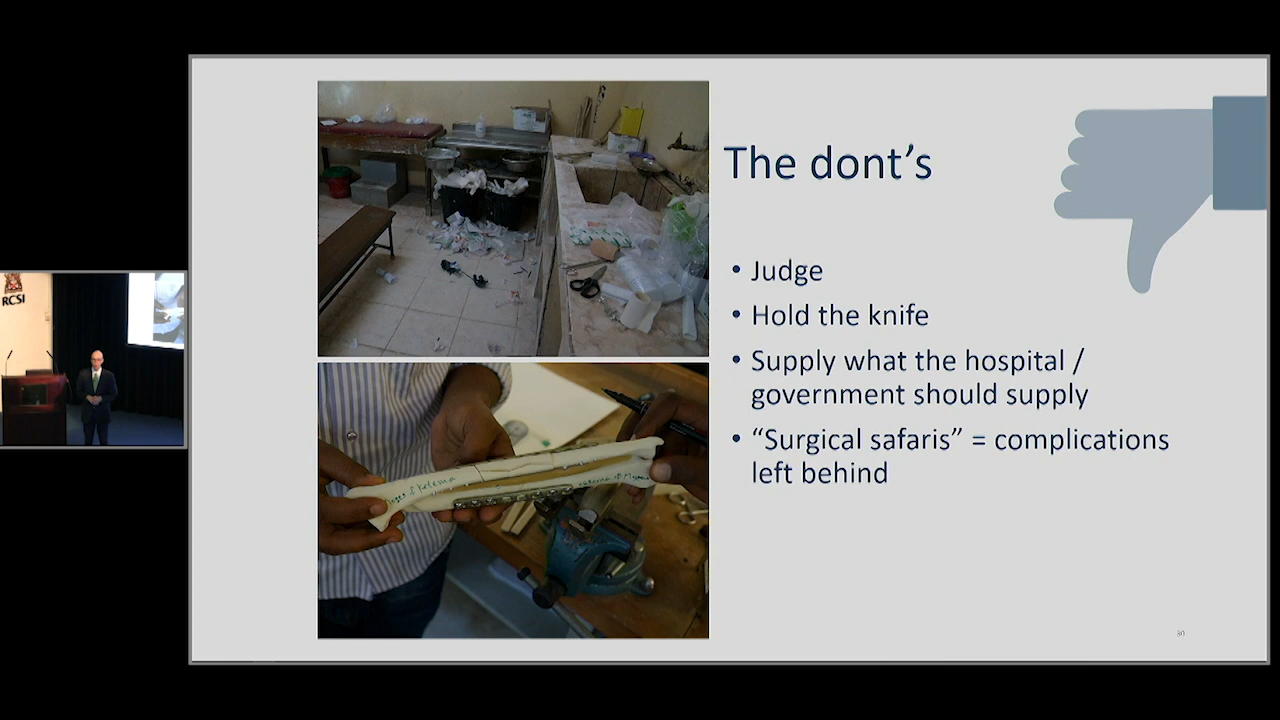 RCSI
The dont's
• Judge
• Hold the knife
• Supply what the hospital /
government should supply
• “Surgical safaris” = complications
left behind
30